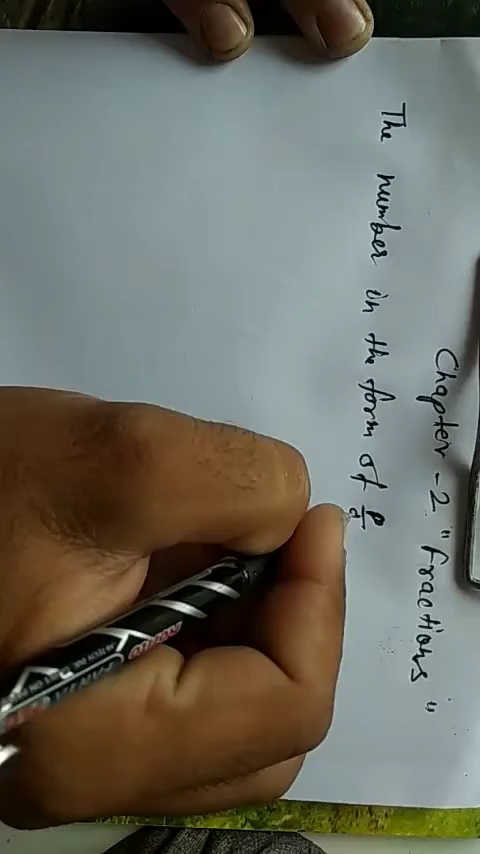 Chapter - 2 "fractions"
The number in the form of p/q